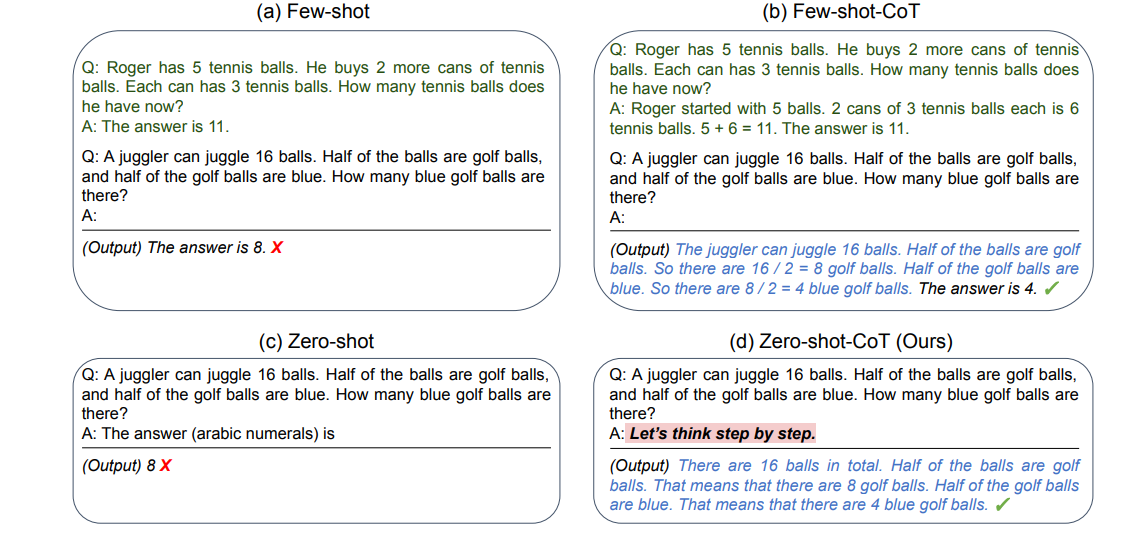 (a) Few-shot
Q: Roger has 5 tennis balls. He buys 2 more cans of tennis
balls. Each can has 3 tennis balls. How many tennis balls does
he have now?
A: The answer is 11.
Q: A juggler can juggle 16 balls. Half of the balls are golf balls,
and half of the golf balls are blue. How many blue golf balls are
there?
A:
(Output) The answer is 8. X
(b) Few-shot-CoT
Q: Roger has 5 tennis balls. He buys 2 more cans of tennis
balls. Each can has 3 tennis balls. How many tennis balls does
he have now?
A: Roger started with 5 balls. 2 cans of 3 tennis balls each is 6
tennis balls. 5 + 6 = 11. The answer is 11.
Q: A juggler can juggle 16 balls. Half of the balls are golf balls,
and half of the golf balls are blue. How many blue golf balls are
there?
A:
(Output) The juggler can juggle 16 balls. Half of the balls are golf
balls. So there are 16 / 2 = 8 golf balls. Half of the golf balls are
blue. So there are 8 / 2 = 4 blue golf balls. The answer is 4. ✓
(c) Zero-shot
Q: A juggler can juggle 16 balls. Half of the balls are golf balls,
and half of the golf balls are blue. How many blue golf balls are
there?
A: The answer (arabic numerals) is
(Output) 8 X
(d) Zero-shot-CoT (Ours)
Q: A juggler can juggle 16 balls. Half of the balls are golf balls,
and half of the golf balls are blue. How many blue golf balls are
there?
A: Let's think step by step.
(Output) There are 16 balls in total. Half of the balls are golf
balls. That means that there are 8 golf balls. Half of the golf balls
are blue. That means that there are 4 blue golf balls. ✓